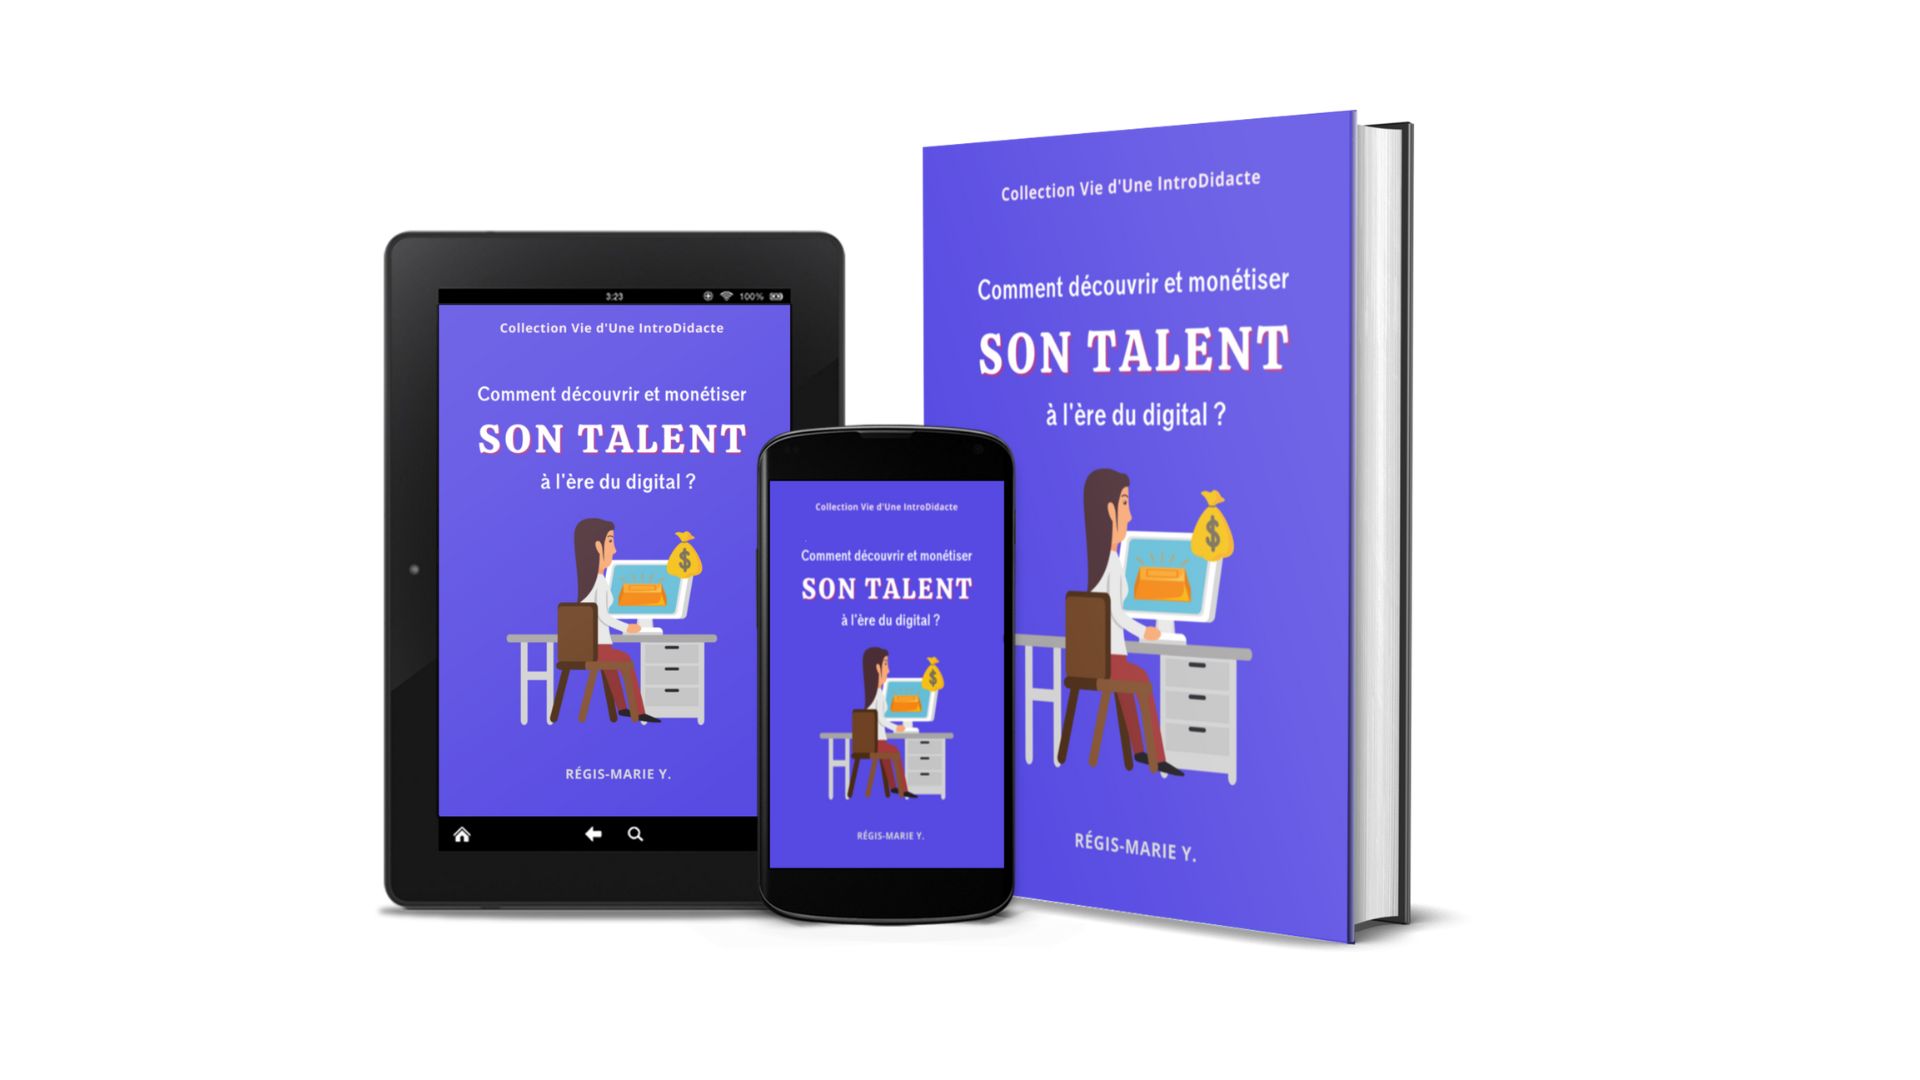 3:23
100%
Collection Vie d'Une IntroDidacte
Comment découvrir et monétiser
SON TALENT
à l'ère du digital ?
$
RÉGIS-MARIE Y.
Collection Vie d'Une IntroDidacte
Comment découvrir et monétiser
SON TALENT
à l'ère du digital ?
$
RÉGIS-MARIE Y.
Collection Vie d'Une IntroDidacte
Comment découvrir et monétiser
SON TALENT
à l'ère du digital ?
$
RÉGIS-MARIE Y.